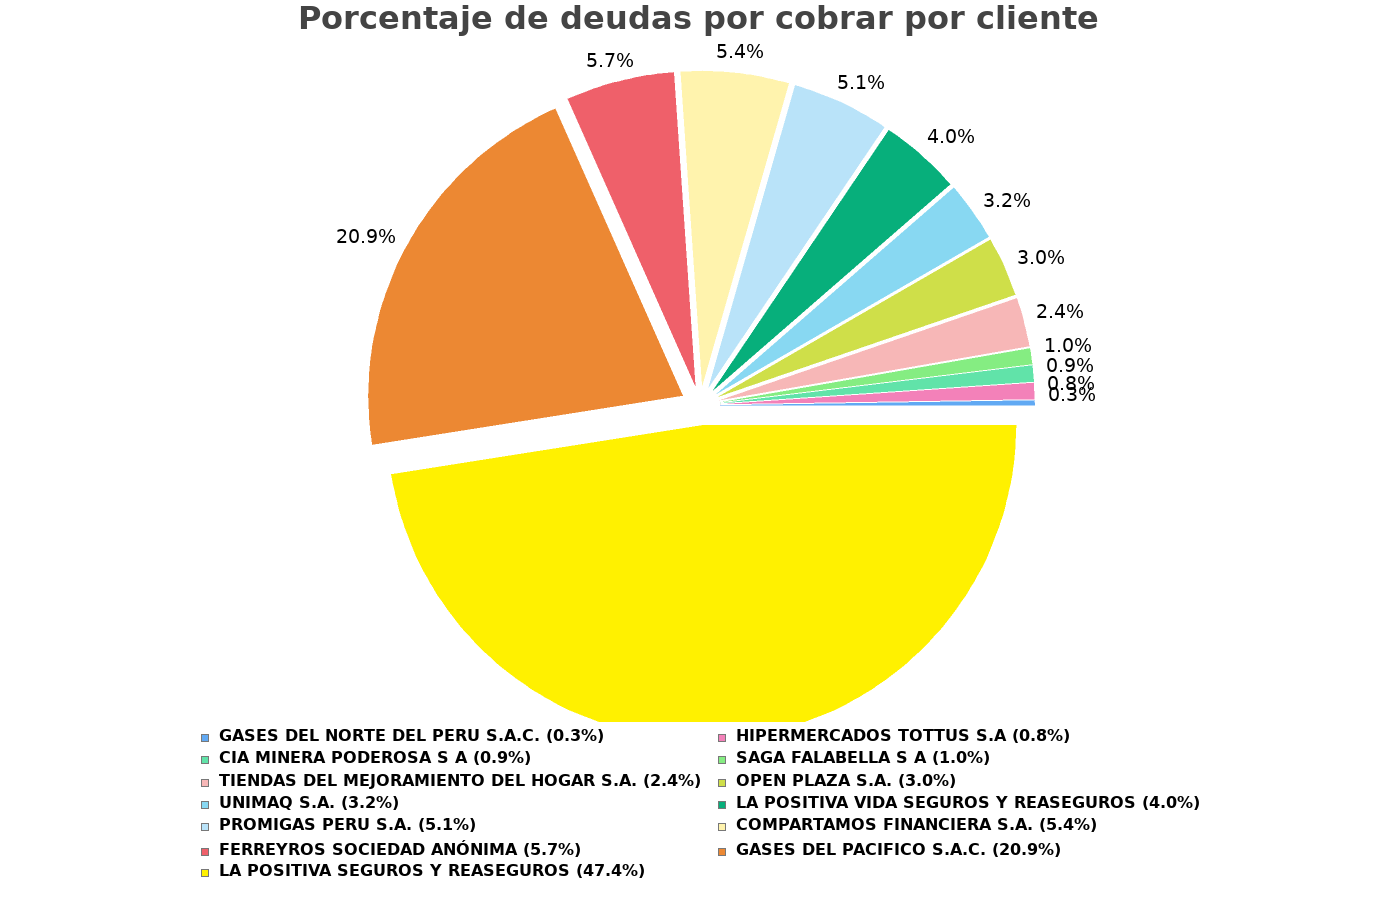 Porcentaje de deudas por cobrar por cliente
5.4%
5.7%
5.1%
4.0%
3.2%
20.9%
3.0%
2.4%
1.0%
0.9%
0.8%
0.3%
GASES DEL NORTE DEL PERU S.A.C. (0.3%)
HIPERMERCADOS TOTTUS S.A (0.8%)
CIA MINERA PODEROSA S A (0.9%)
SAGA FALABELLA S A (1.0%)
TIENDAS DEL MEJORAMIENTO DEL HOGAR S.A. (2.4%)
OPEN PLAZA S.A. (3.0%)
UNIMAQ S.A. (3.2%)
LA POSITIVA VIDA SEGUROS Y REASEGUROS (4.0%)
PROMIGAS PERU S.A. (5.1%)
COMPARTAMOS FINANCIERA S.A. (5.4%)
FERREYROS SOCIEDAD ANÓNIMA (5.7%)
GASES DEL PACIFICO S.A.C. (20.9%)
LA POSITIVA SEGUROS Y REASEGUROS (47.4%)